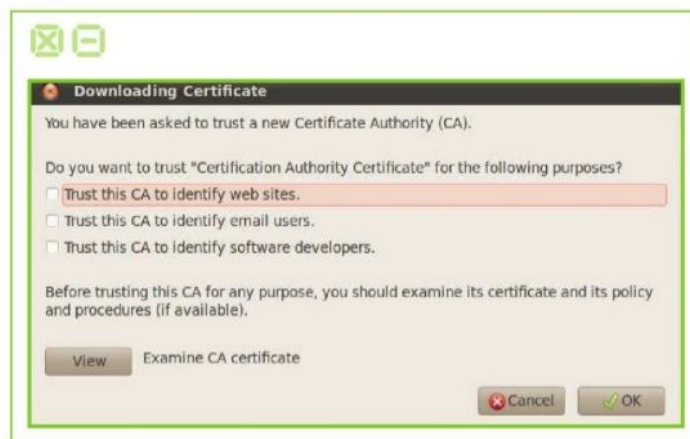 Downloading Certificate
You have been asked to trust a new Certificate Authority (CA).
Do you want to trust "Certification Authority Certificate" for the following purposes?
Trust this CA to identify web sites.
Trust this CA to identify email users.
Trust this CA to identify software developers.
Before trusting this CA for any purpose, you should examine its certificate and its policy
and procedures (if available).
View Examine CA certificate
Cancel OK